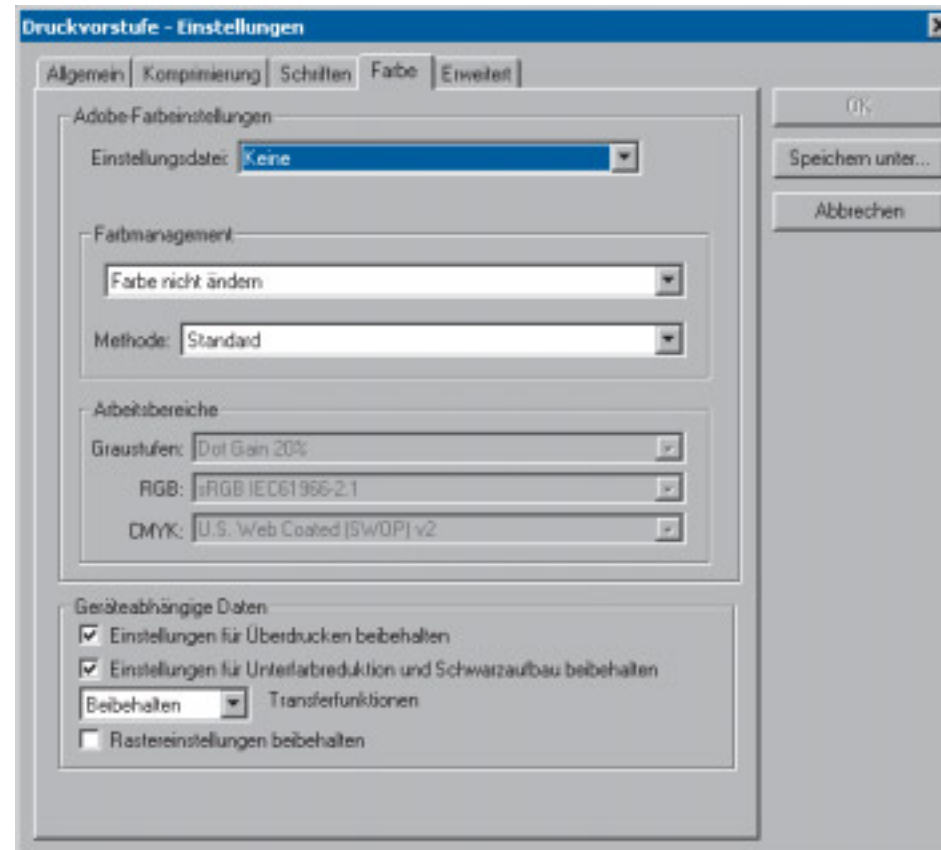 Druckvorstufe - Einstellungen
Allgemein Komprimierung Schriften Farbe Erweitert
Adobe-Farbeinstellungen
Einstellungsdatei: Keine
Farbmanagement
Farbe nicht ändern
Methode: Standard
Arbeitsbereiche
Graustufen: Dot Gain 20%
RGB: sRGB IEC61966-2.1
CMYK: U.S. Web Coated (SWOP) v2
Geräteabhängige Daten
Einstellungen für Überdrucken beibehalten
Einstellungen für Unterfarbreduktion und Schwarzaufbau beibehalten
Beibehalten Transferfunktionen
Rastereinstellungen beibehalten
OK
Speichern unter...
Abbrechen